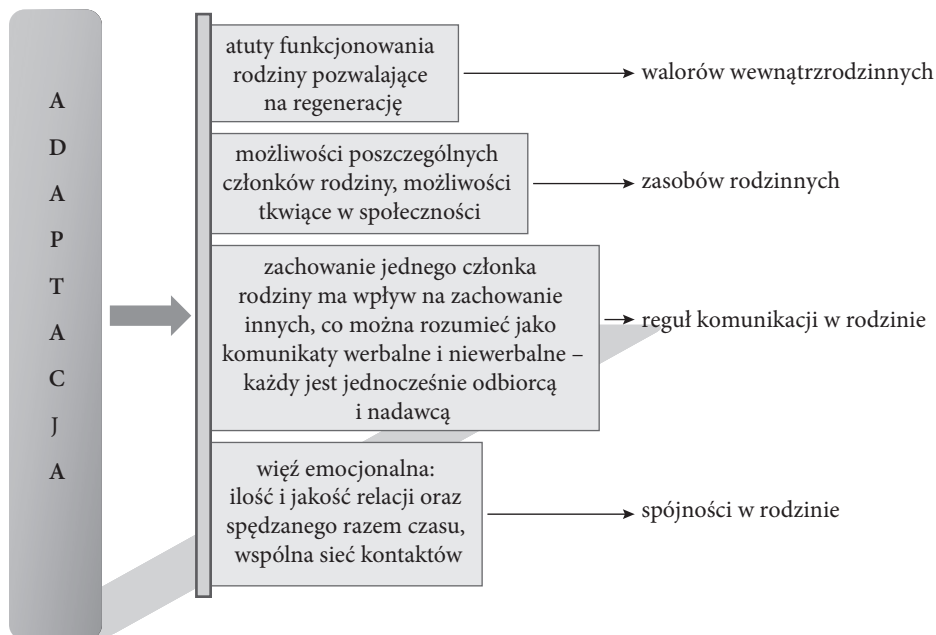 A
D
A
P
T
A
C
J
A
atuty funkcjonowania
rodziny pozwalające
na regenerację
walorów wewnątrzrodzinnych
możliwości poszczególnych
członków rodziny, możliwości
tkwiące w społeczności
zasobów rodzinnych
zachowanie jednego członka
rodziny ma wpływ na zachowanie
innych, co można rozumieć jako
komunikaty werbalne i niewerbalne –
każdy jest jednocześnie odbiorcą
i nadawcą
reguł komunikacji w rodzinie
więź emocjonalna:
ilość i jakość relacji oraz
spędzanego razem czasu,
wspólna sieć kontaktów
spójności w rodzinie